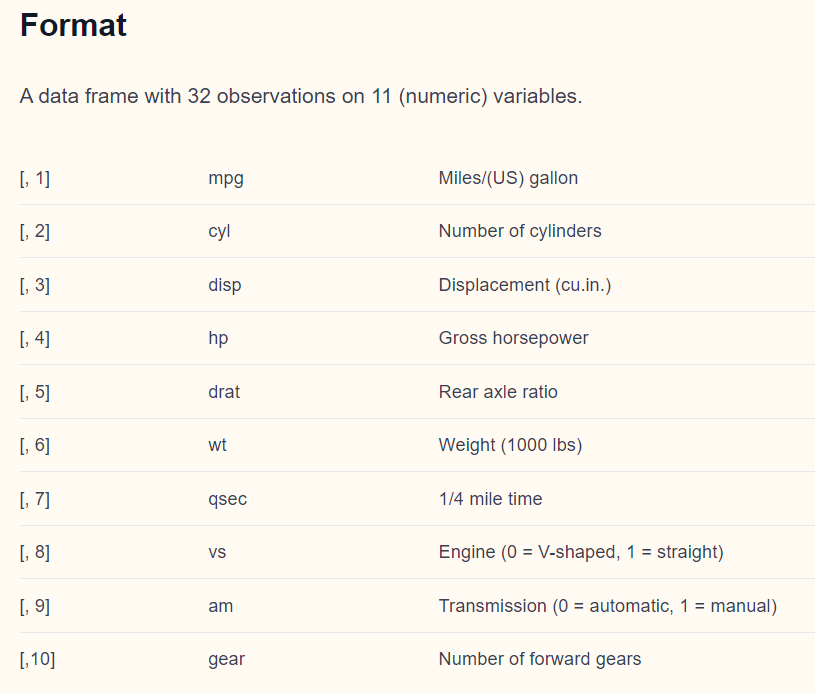 Format
A data frame with 32 observations on 11 (numeric) variables.
[, 1] mpg Miles/(US) gallon
[, 2] cyl Number of cylinders
[, 3] disp Displacement (cu.in.)
[, 4] hp Gross horsepower
[, 5] drat Rear axle ratio
[, 6] wt Weight (1000 lbs)
[, 7] qsec 1/4 mile time
[, 8] vs Engine (0 = V-shaped, 1 = straight)
[, 9] am Transmission (0 = automatic, 1 = manual)
[,10] gear Number of forward gears